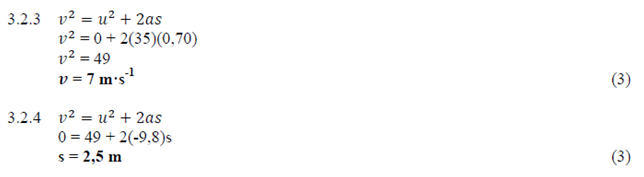 3.2.3 v² = u² + 2as
v² = 0 + 2(35)(0,70)
v² = 49
v = 7 m·s⁻¹ (3)
3.2.4 v² = u² + 2as
0 = 49 + 2(-9,8)s
s = 2,5 m (3)